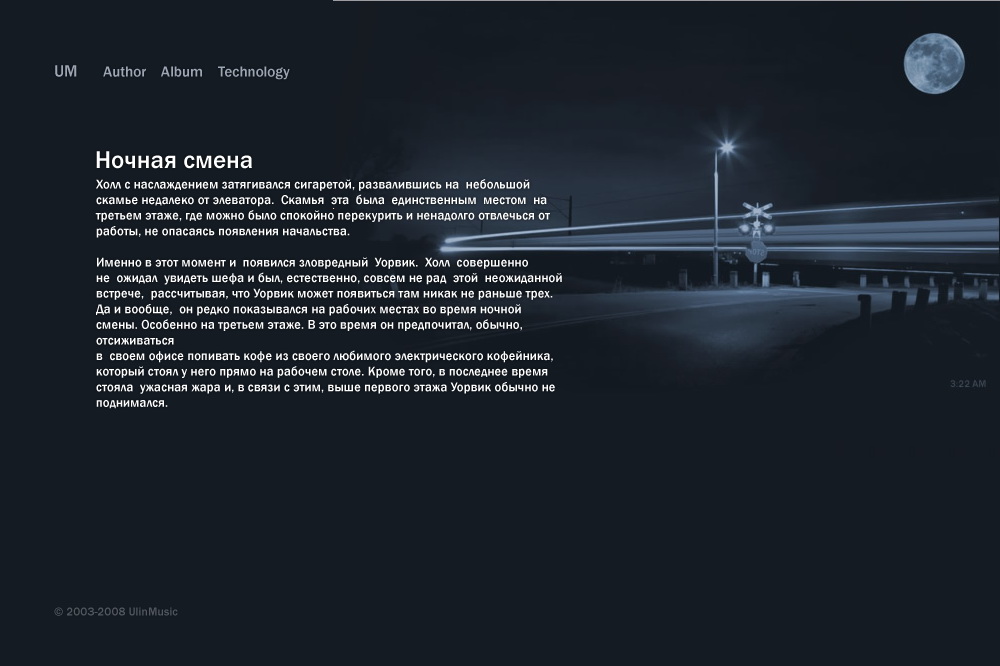 UM Author Album Technology
Ночная смена
Холл с наслаждением затягивался сигаретой, развалившись на небольшой
скамье недалеко от элеватора. Скамья эта была единственным местом на
третьем этаже, где можно было спокойно перекурить и ненадолго отвлечься от
работы, не опасаясь появления начальства.
Именно в этот момент и появился зловредный Уорвик. Холл совершенно
не ожидал увидеть шефа и был, естественно, совсем не рад этой неожиданной
встрече, рассчитывая, что Уорвик может появиться там никак не раньше трех.
Да и вообще, он редко показывался на рабочих местах во время ночной
смены. Особенно на третьем этаже. В это время он предпочитал, обычно,
отсиживаться
в своем офисе попивать кофе из своего любимого электрического кофейника,
который стоял у него прямо на рабочем столе. Кроме того, в последнее время
стояла ужасная жара и, в связи с этим, выше первого этажа Уорвик обычно не
поднимался.
3:22 AM
© 2003-2008 UlinMusic